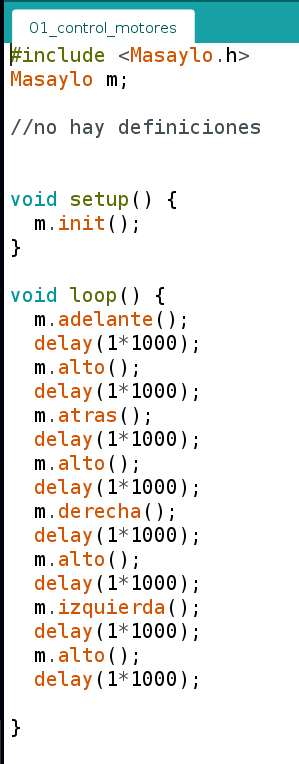 01_control_motores
#include <Masaylo.h>
Masaylo m;
//no hay definiciones
void setup() {
m.init();
}
void loop() {
m.adelante();
delay(1*1000);
m.alto();
delay(1*1000);
m.atras();
delay(1*1000);
m.alto();
delay(1*1000);
m.derecha();
delay(1*1000);
m.alto();
delay(1*1000);
m.izquierda();
delay(1*1000);
m.alto();
delay(1*1000);
}